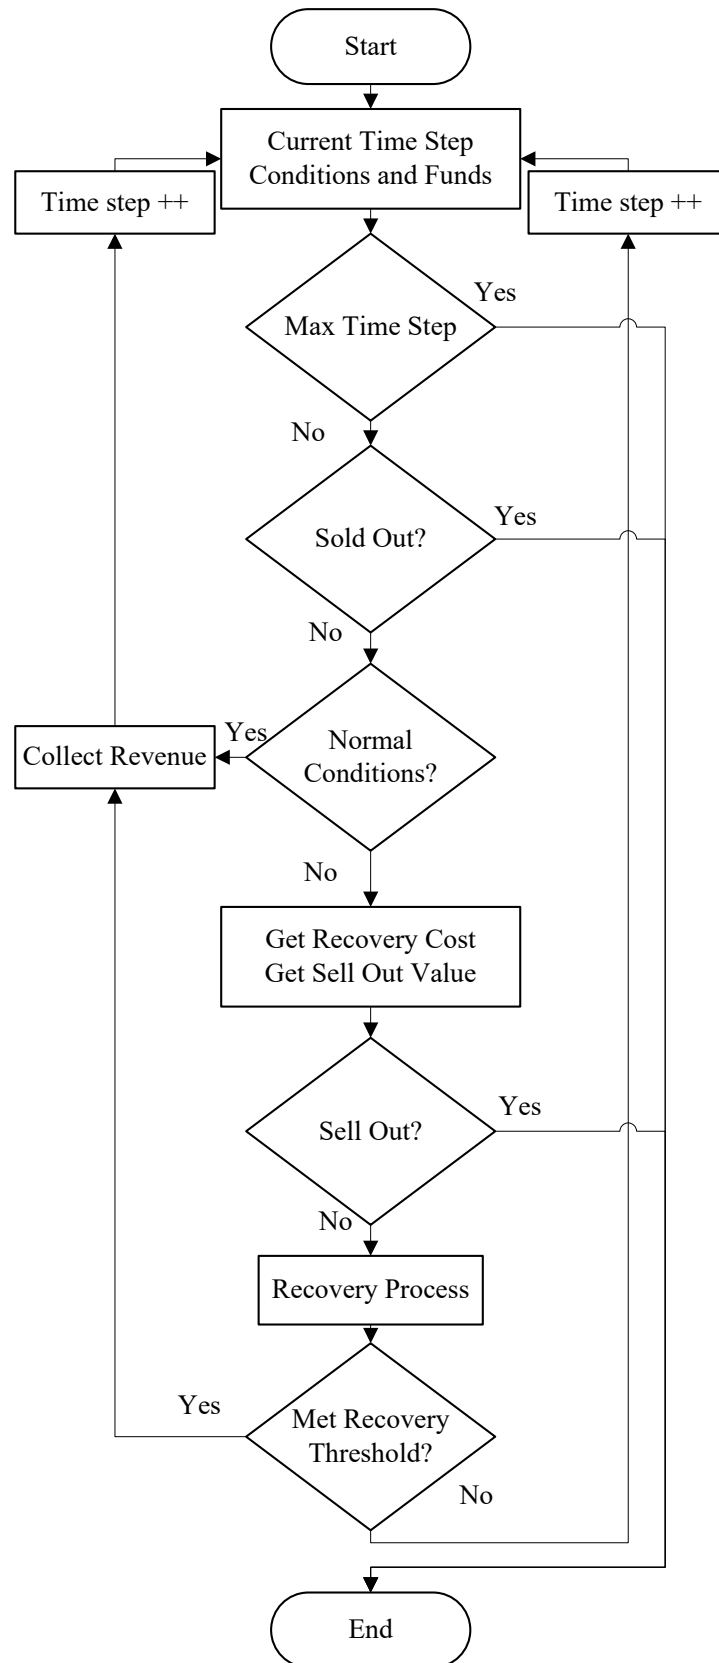 Start
Current Time Step
Conditions and Funds
Time step ++
Time step ++
Yes
Max Time Step
No
Yes
Sold Out?
No
Yes
Normal
Conditions?
Collect Revenue
No
Get Recovery Cost
Get Sell Out Value
Yes
Sell Out?
No
Recovery Process
Yes
Met Recovery
Threshold?
No
End